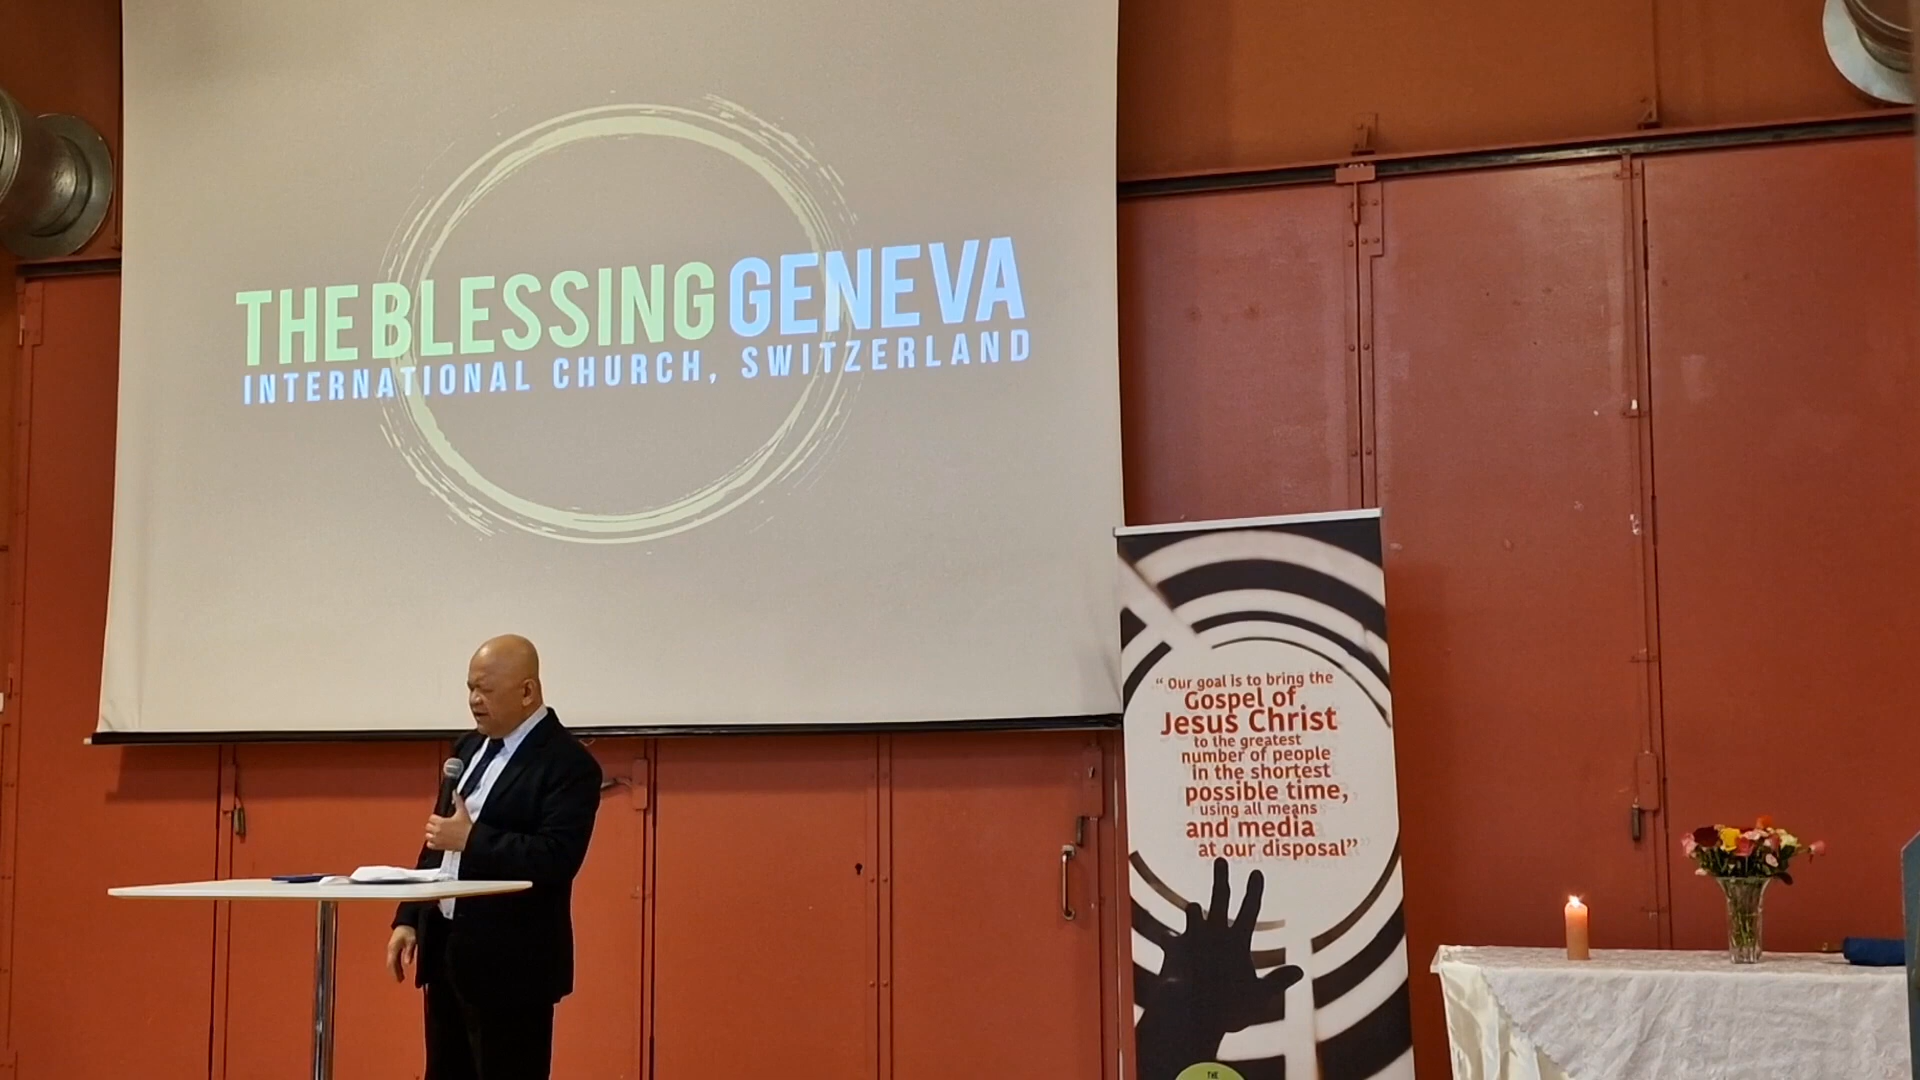 THE BLESSING GENEVA
INTERNATIONAL CHURCH, SWITZERLAND
“Our goal is to bring the
Gospel of
Jesus Christ
to the greatest
number of people
in the shortest
possible time,
using all means
and media
at our disposal”
THE